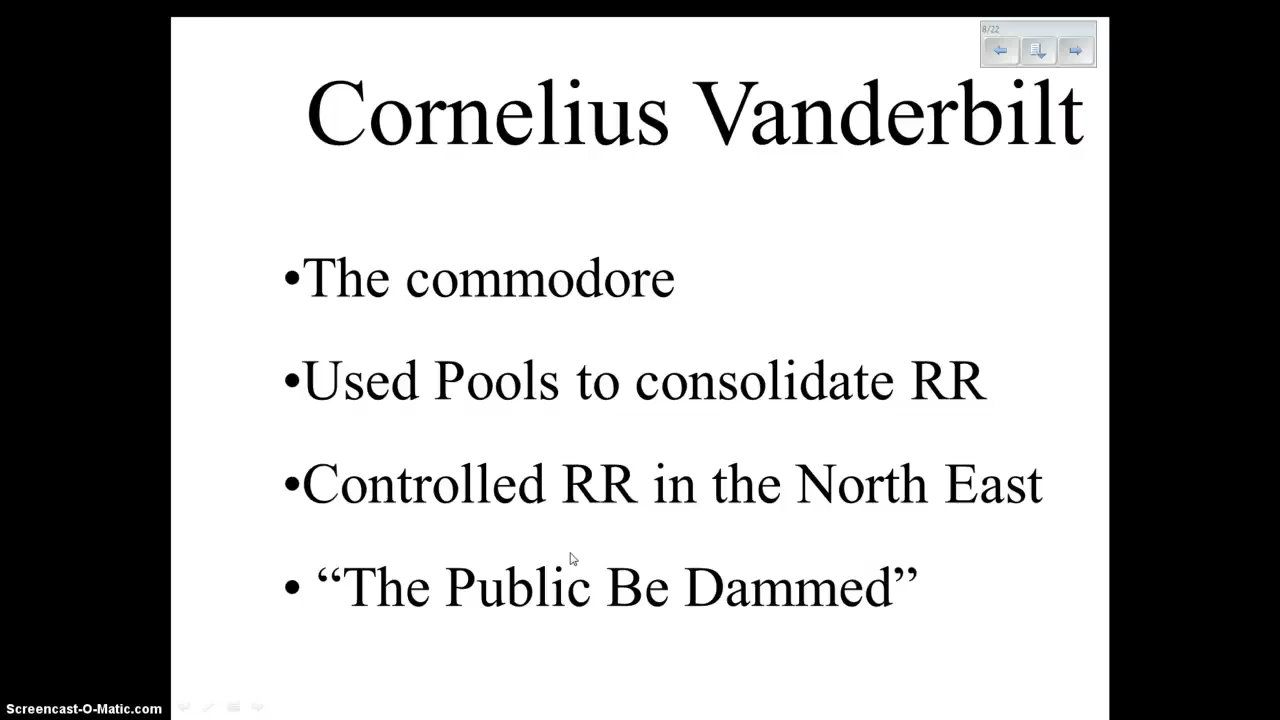 8/22
Cornelius Vanderbilt
•The commodore
•Used Pools to consolidate RR
•Controlled RR in the North East
• “The Public Be Dammed”
Screencast-O-Matic.com